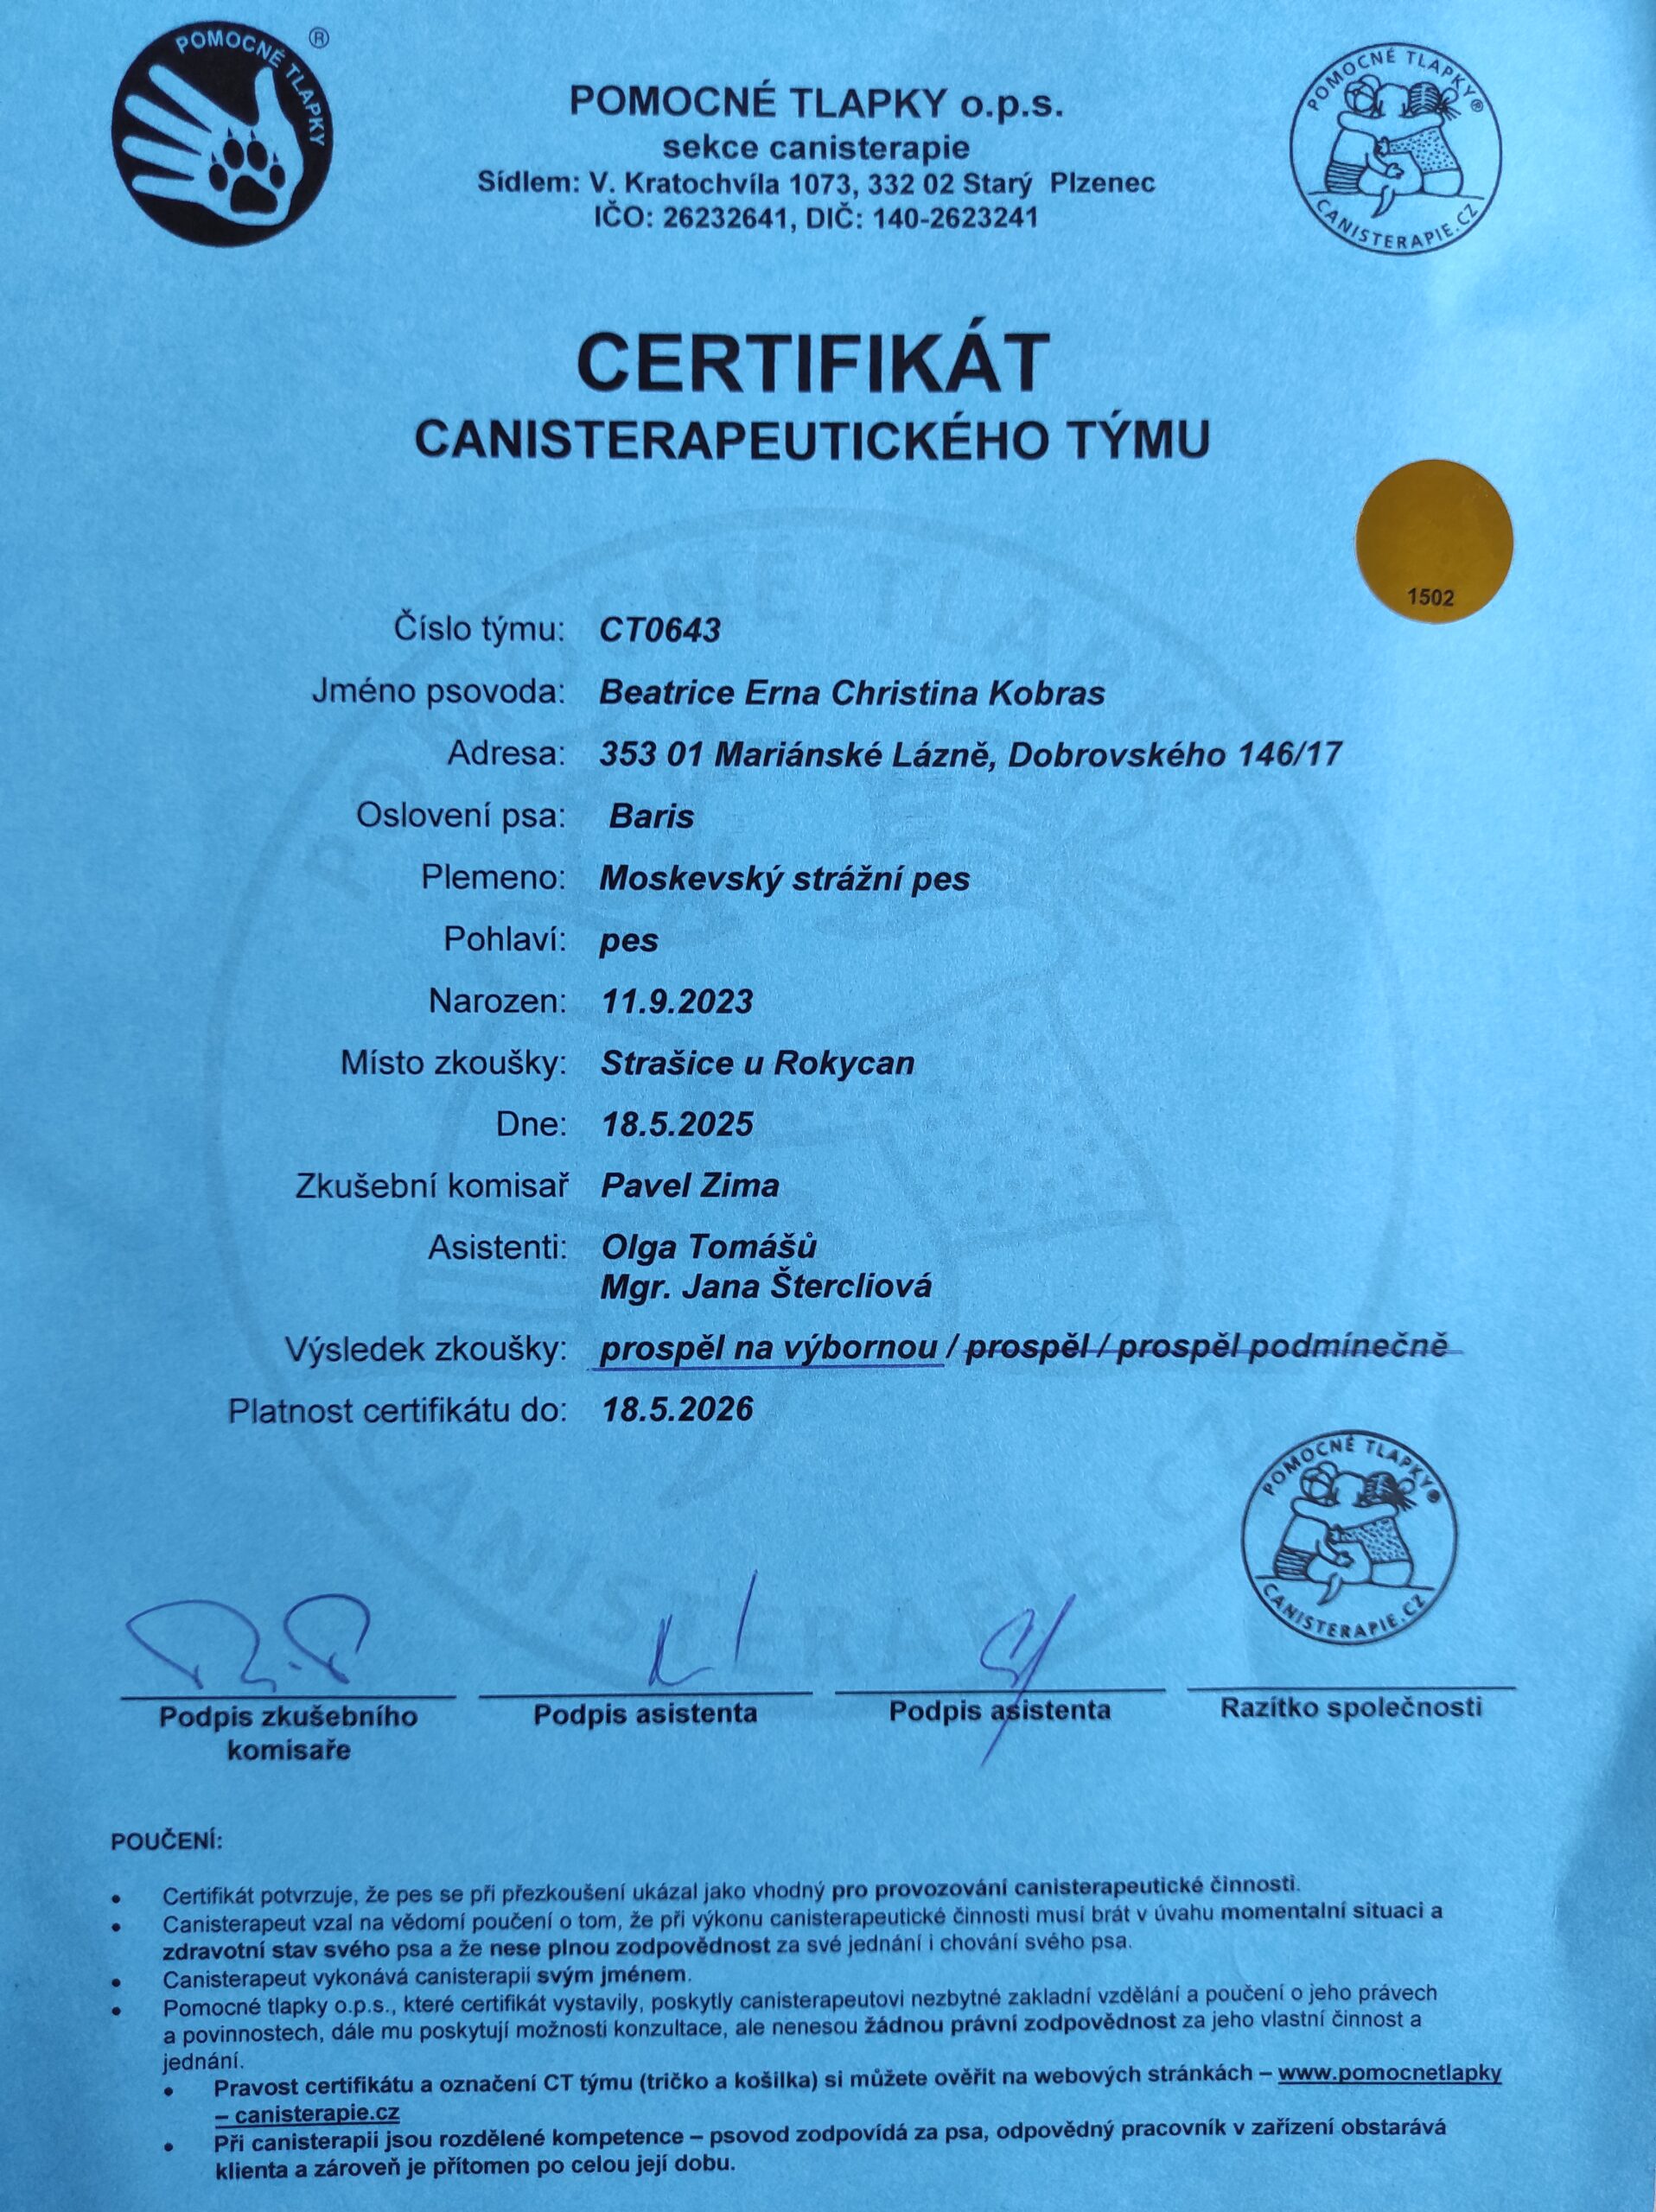 POMOCNÉ TLAPKY ®
POMOCNÉ TLAPKY o.p.s.
sekce canisterapie
Sídlem: V. Kratochvíla 1073, 332 02 Starý Plzenec
IČO: 26232641, DIČ: 140-2623241
POMOCNÉ TLAPKY®
CANISTERAPIE.CZ
CERTIFIKÁT
CANISTERAPEUTICKÉHO TÝMU
1502
Číslo týmu: CT0643
Jméno psovoda: Beatrice Erna Christina Kobras
Adresa: 353 01 Mariánské Lázně, Dobrovského 146/17
Oslovení psa: Baris
Plemeno: Moskevský strážní pes
Pohlaví: pes
Narozen: 11.9.2023
Místo zkoušky: Strašice u Rokycan
Dne: 18.5.2025
Zkušební komisař Pavel Zima
Asistenti: Olga Tomášů
Mgr. Jana Štercliová
Výsledek zkoušky: prospěl na výbornou / prospěl / prospěl podmínečně
Platnost certifikátu do: 18.5.2026
POMOCNÉ TLAPKY®
CANISTERAPIE.CZ
Podpis zkušebního komisaře
Podpis asistenta
Podpis asistenta
Razítko společnosti
POUČENÍ:
• Certifikát potvrzuje, že pes se při přezkoušení ukázal jako vhodný pro provozování canisterapeutické činnosti.
• Canisterapeut vzal na vědomí poučení o tom, že při výkonu canisterapeutické činnosti musí brát v úvahu momentalní situaci a
zdravotní stav svého psa a že nese plnou zodpovědnost za své jednání i chování svého psa.
• Canisterapeut vykonává canisterapii svým jménem.
• Pomocné tlapky o.p.s., které certifikát vystavily, poskytly canisterapeutovi nezbytné zakladní vzdělání a poučení o jeho právech
a povinnostech, dále mu poskytují možnosti konzultace, ale nenesou žádnou právní zodpovědnost za jeho vlastní činnost a
jednání.
• Pravost certifikátu a označení CT týmu (tričko a košilka) si můžete ověřit na webových stránkách – www.pomocnetlapky
– canisterapie.cz
• Při canisterapii jsou rozdělené kompetence – psovod zodpovídá za psa, odpovědný pracovník v zařízení obstarává
klienta a zároveň je přítomen po celou její dobu.